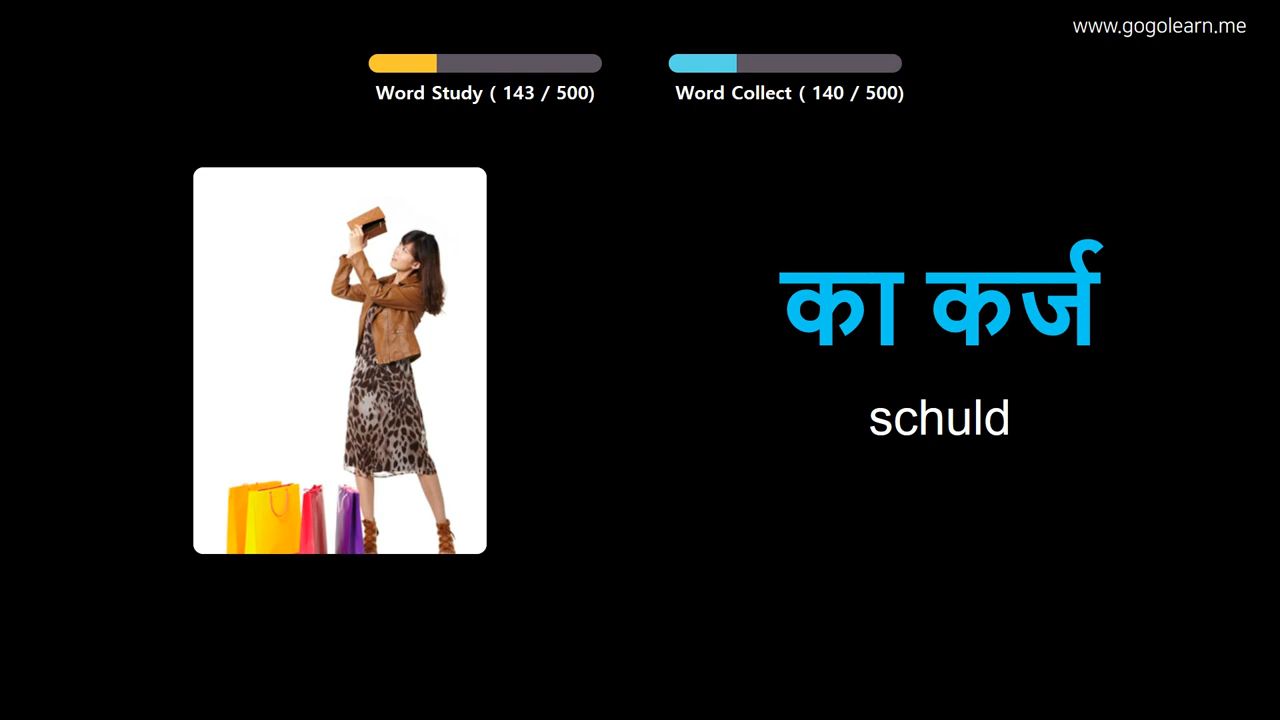 www.gogolearn.me
Word Study ( 143 / 500)
Word Collect ( 140 / 500)
का कर्ज
schuld